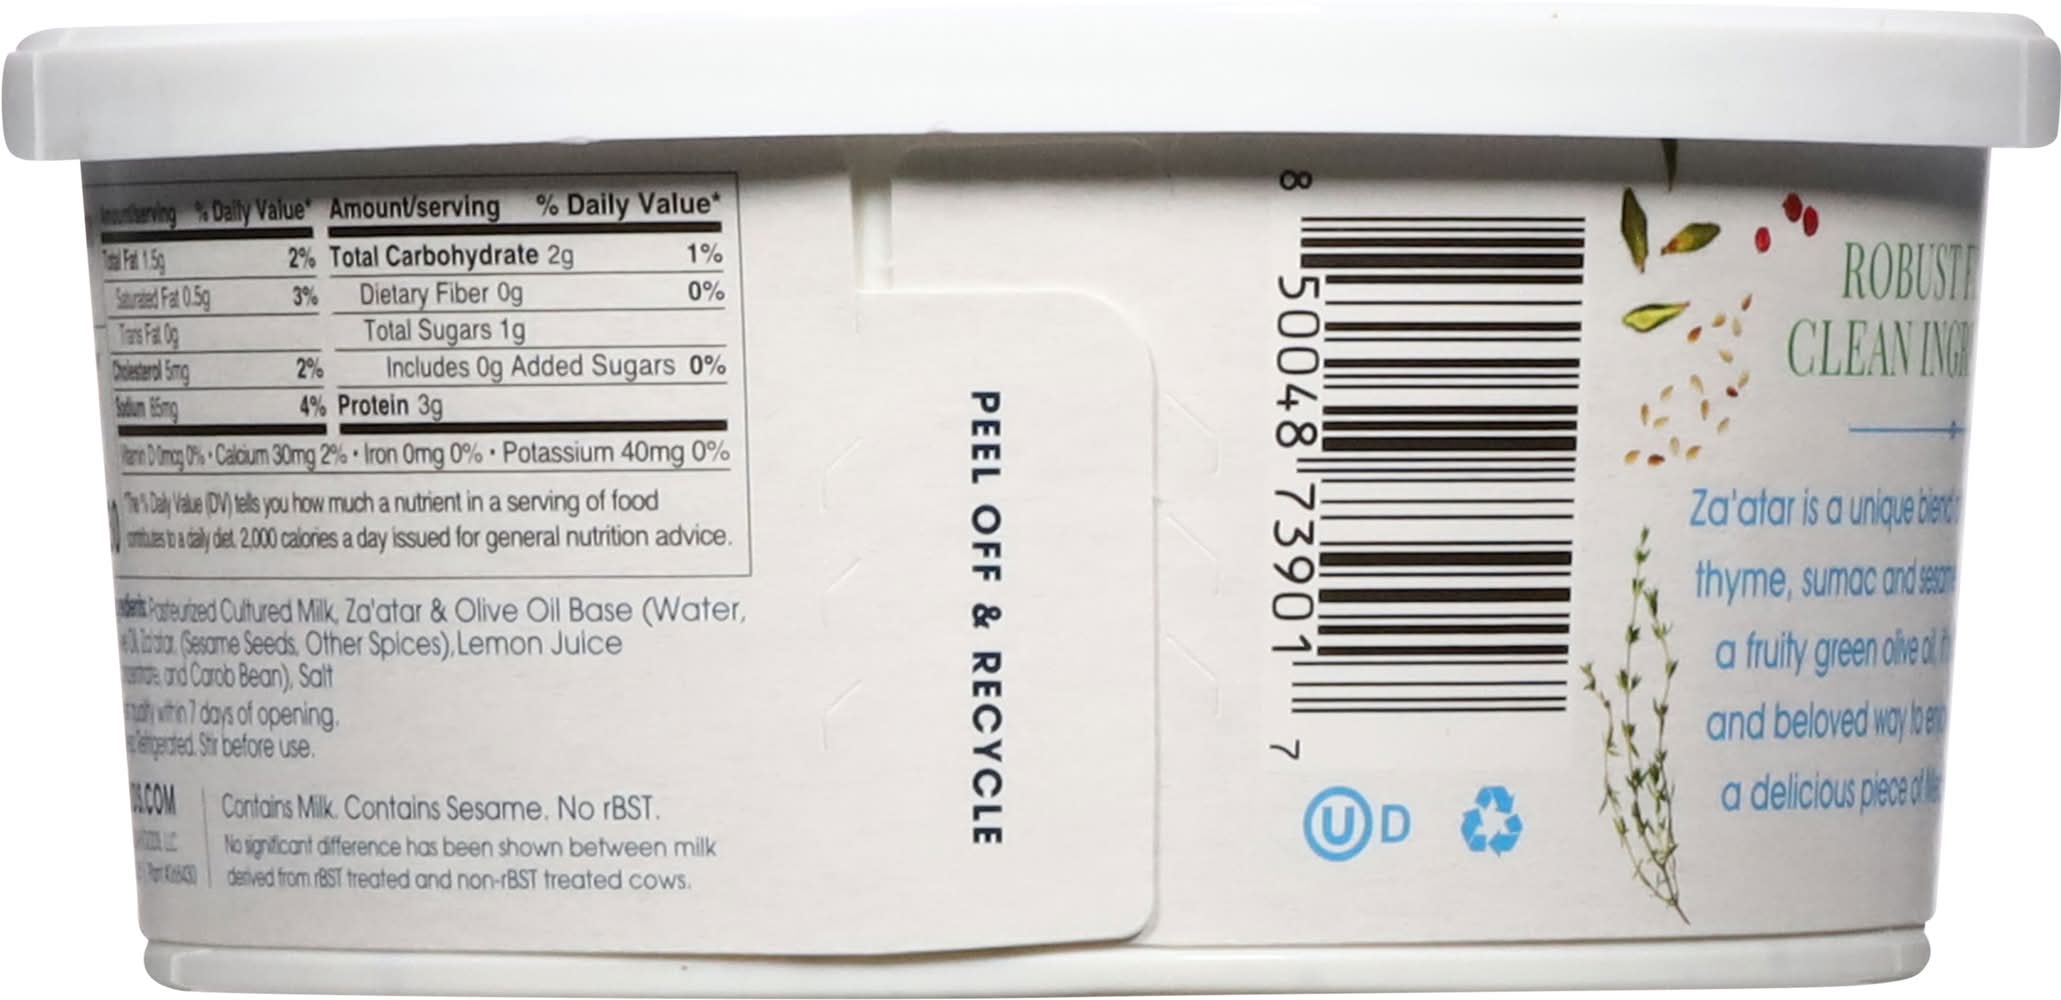 Amount/serving % Daily Value* Amount/serving % Daily Value*
Total Fat 1.5g 2% Total Carbohydrate 2g 1%
Saturated Fat 0.5g 3% Dietary Fiber 0g 0%
Trans Fat 0g Total Sugars 1g
Cholesterol 5mg 2% Includes 0g Added Sugars 0%
Sodium 85mg 4% Protein 3g
Vitamin D 0mcg 0% • Calcium 30mg 2% • Iron 0mg 0% • Potassium 40mg 0%
*The % Daily Value (DV) tells you how much a nutrient in a serving of food
contributes to a daily diet. 2,000 calories a day issued for general nutrition advice.
Pasteurized Cultured Milk, Za'atar & Olive Oil Base (Water,
Oil, Za'atar, (Sesame Seeds, Other Spices), Lemon Juice
and Carob Bean), Salt
within 7 days of opening.
Refrigerated. Stir before use.
.COM
LLC
Contains Milk. Contains Sesame. No rBST.
No significant difference has been shown between milk
derived from rBST treated and non-rBST treated cows.
PEEL OFF & RECYCLE
8 50048 73901 7
U D
ROBUST
CLEAN
Za'atar is a unique blend
thyme, sumac and
a fruity green olive oil,
and beloved way to
a delicious piece of